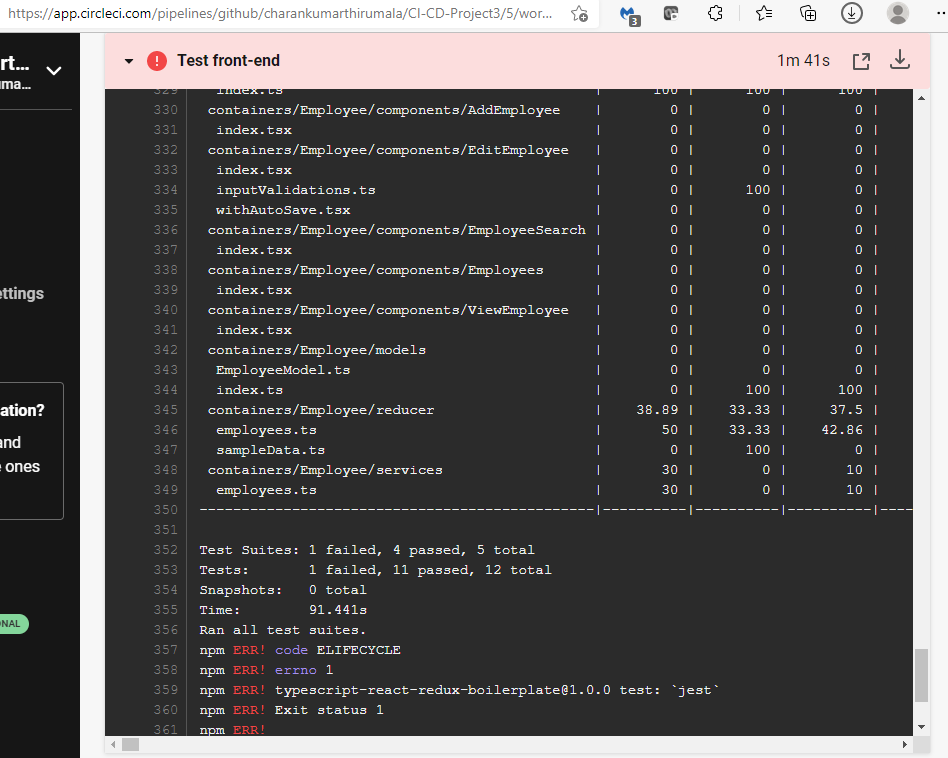 https://app.circleci.com/pipelines/github/charankumarthirumala/CI-CD-Project3/5/wor...
3
rt...
uma...
ettings
ation?
and
e ones
ONAL
Test front-end
1m 41s
329 index.ts | 100 | 100 | 100 |
330 containers/Employee/components/AddEmployee | 0 | 0 | 0 |
331 index.tsx | 0 | 0 | 0 |
332 containers/Employee/components/EditEmployee | 0 | 0 | 0 |
333 index.tsx | 0 | 0 | 0 |
334 inputValidations.ts | 0 | 100 | 0 |
335 withAutoSave.tsx | 0 | 0 | 0 |
336 containers/Employee/components/EmployeeSearch | 0 | 0 | 0 |
337 index.tsx | 0 | 0 | 0 |
338 containers/Employee/components/Employees | 0 | 0 | 0 |
339 index.tsx | 0 | 0 | 0 |
340 containers/Employee/components/ViewEmployee | 0 | 0 | 0 |
341 index.tsx | 0 | 0 | 0 |
342 containers/Employee/models | 0 | 0 | 0 |
343 EmployeeModel.ts | 0 | 0 | 0 |
344 index.ts | 0 | 100 | 100 |
345 containers/Employee/reducer | 38.89 | 33.33 | 37.5 |
346 employees.ts | 50 | 33.33 | 42.86 |
347 sampleData.ts | 0 | 100 | 0 |
348 containers/Employee/services | 30 | 0 | 10 |
349 employees.ts | 30 | 0 | 10 |
350 -----------------------------------------------|----------|----------|----------|----
351
352 Test Suites: 1 failed, 4 passed, 5 total
353 Tests: 1 failed, 11 passed, 12 total
354 Snapshots: 0 total
355 Time: 91.441s
356 Ran all test suites.
357 npm ERR! code ELIFECYCLE
358 npm ERR! errno 1
359 npm ERR! typescript-react-redux-boilerplate@1.0.0 test: `jest`
360 npm ERR! Exit status 1
361 npm ERR!